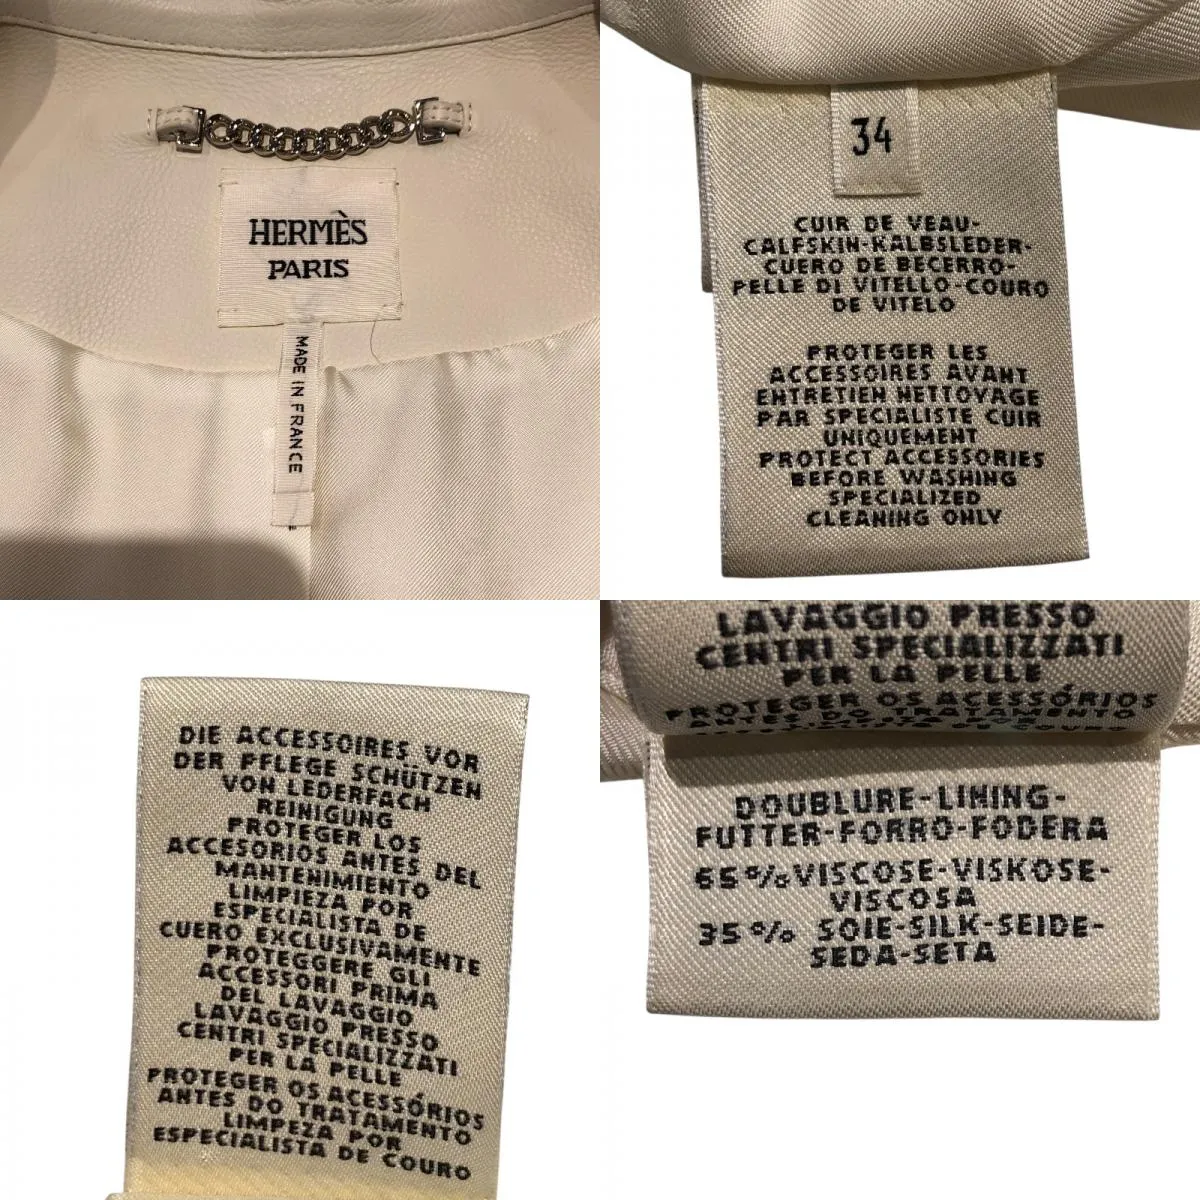 HERMÈS
PARIS
MADE IN FRANCE
34
CUIR DE VEAU-
CALFSKIN-KALBSLEDER-
CUERO DE BECERRO-
PELLE DI VITELLO-COURO
DE VITELO
PROTEGER LES
ACCESSOIRES AVANT
ENTRETIEN NETTOYAGE
PAR SPECIALISTE CUIR
UNIQUEMENT
PROTECT ACCESSORIES
BEFORE WASHING
SPECIALIZED
CLEANING ONLY
DIE ACCESSOIRES VOR
DER PFLEGE SCHÜTZEN
VON LEDERFACH
REINIGUNG
PROTEGER LOS
ACCESORIOS ANTES DEL
MANTENIMIENTO
LIMPIEZA POR
ESPECIALISTA DE
CUERO EXCLUSIVAMENTE
PROTEGGERE GLI
ACCESSORI PRIMA
DEL LAVAGGIO
LAVAGGIO PRESSO
CENTRI SPECIALIZZATI
PER LA PELLE
PROTEGER OS ACESSÓRIOS
ANTES DO TRATAMENTO
LIMPEZA POR
ESPECIALISTA DE COURO
LAVAGGIO PRESSO
CENTRI SPECIALIZZATI
PER LA PELLE
PROTEGER OS ACESSÓRIOS
ANTES DO TRATAMENTO
DOUBLURE-LINING-
FUTTER-FORRO-FODERA
65% VISCOSE-VISKOSE-
VISCOSA
35% SOIE-SILK-SEIDE-
SEDA-SETA